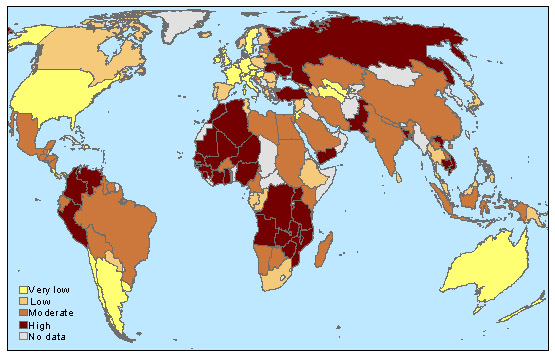 Very low
Low
Moderate
High
No data